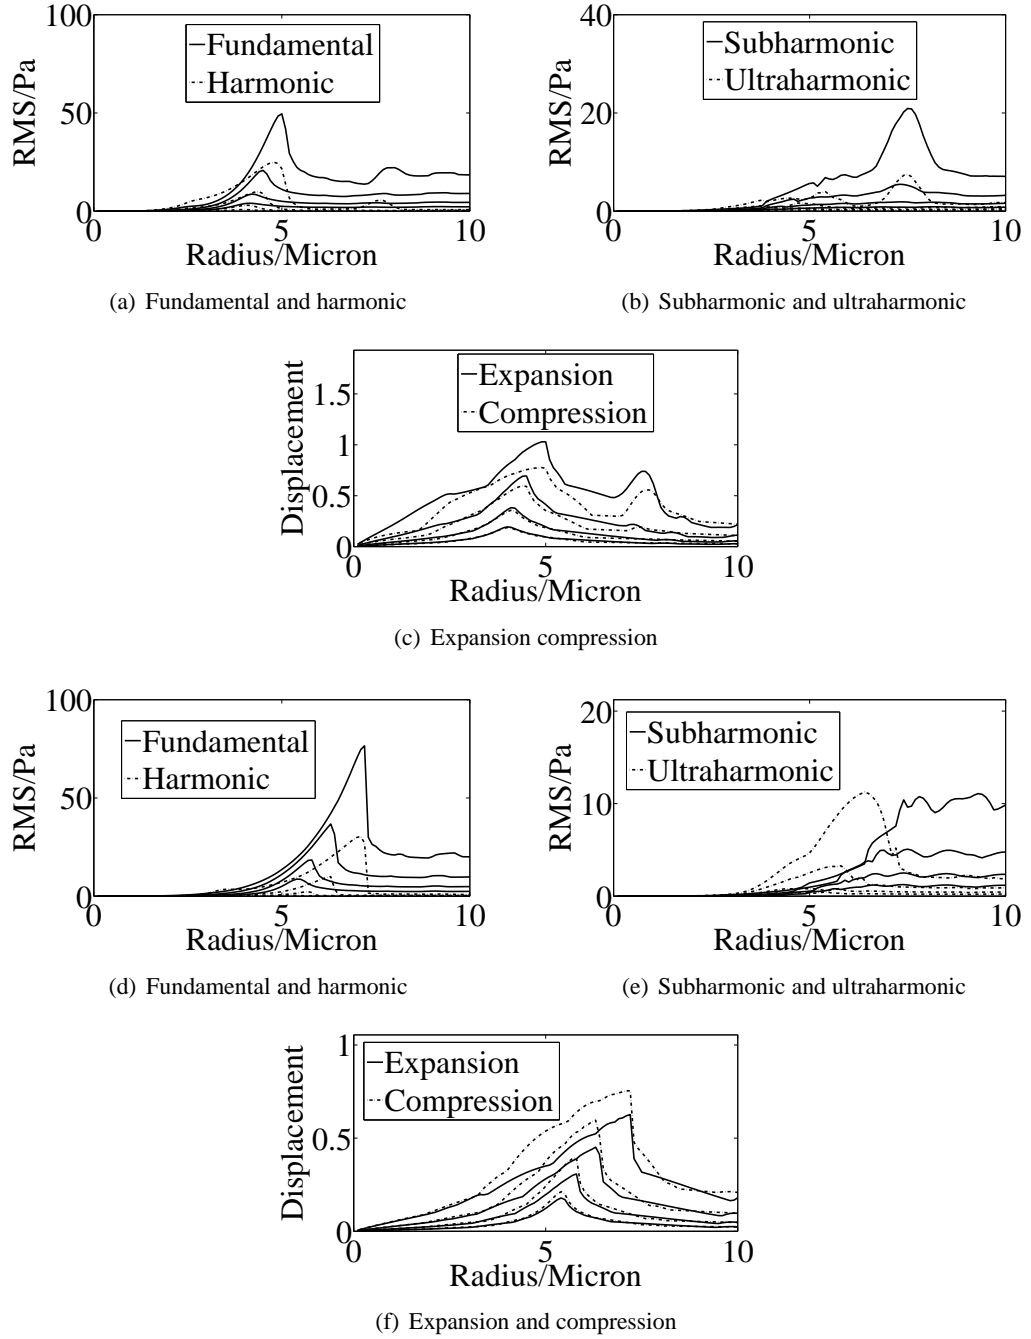 100
50
0
RMS/Pa
Fundamental
Harmonic
0 5 10
Radius/Micron
(a) Fundamental and harmonic
40
20
0
RMS/Pa
Subharmonic
Ultraharmonic
0 5 10
Radius/Micron
(b) Subharmonic and ultraharmonic
1.5
1
0.5
0
Displacement
Expansion
Compression
0 5 10
Radius/Micron
(c) Expansion compression
100
50
0
RMS/Pa
Fundamental
Harmonic
0 5 10
Radius/Micron
(d) Fundamental and harmonic
20
10
0
RMS/Pa
Subharmonic
Ultraharmonic
0 5 10
Radius/Micron
(e) Subharmonic and ultraharmonic
1
0.5
0
Displacement
Expansion
Compression
0 5 10
Radius/Micron
(f) Expansion and compression